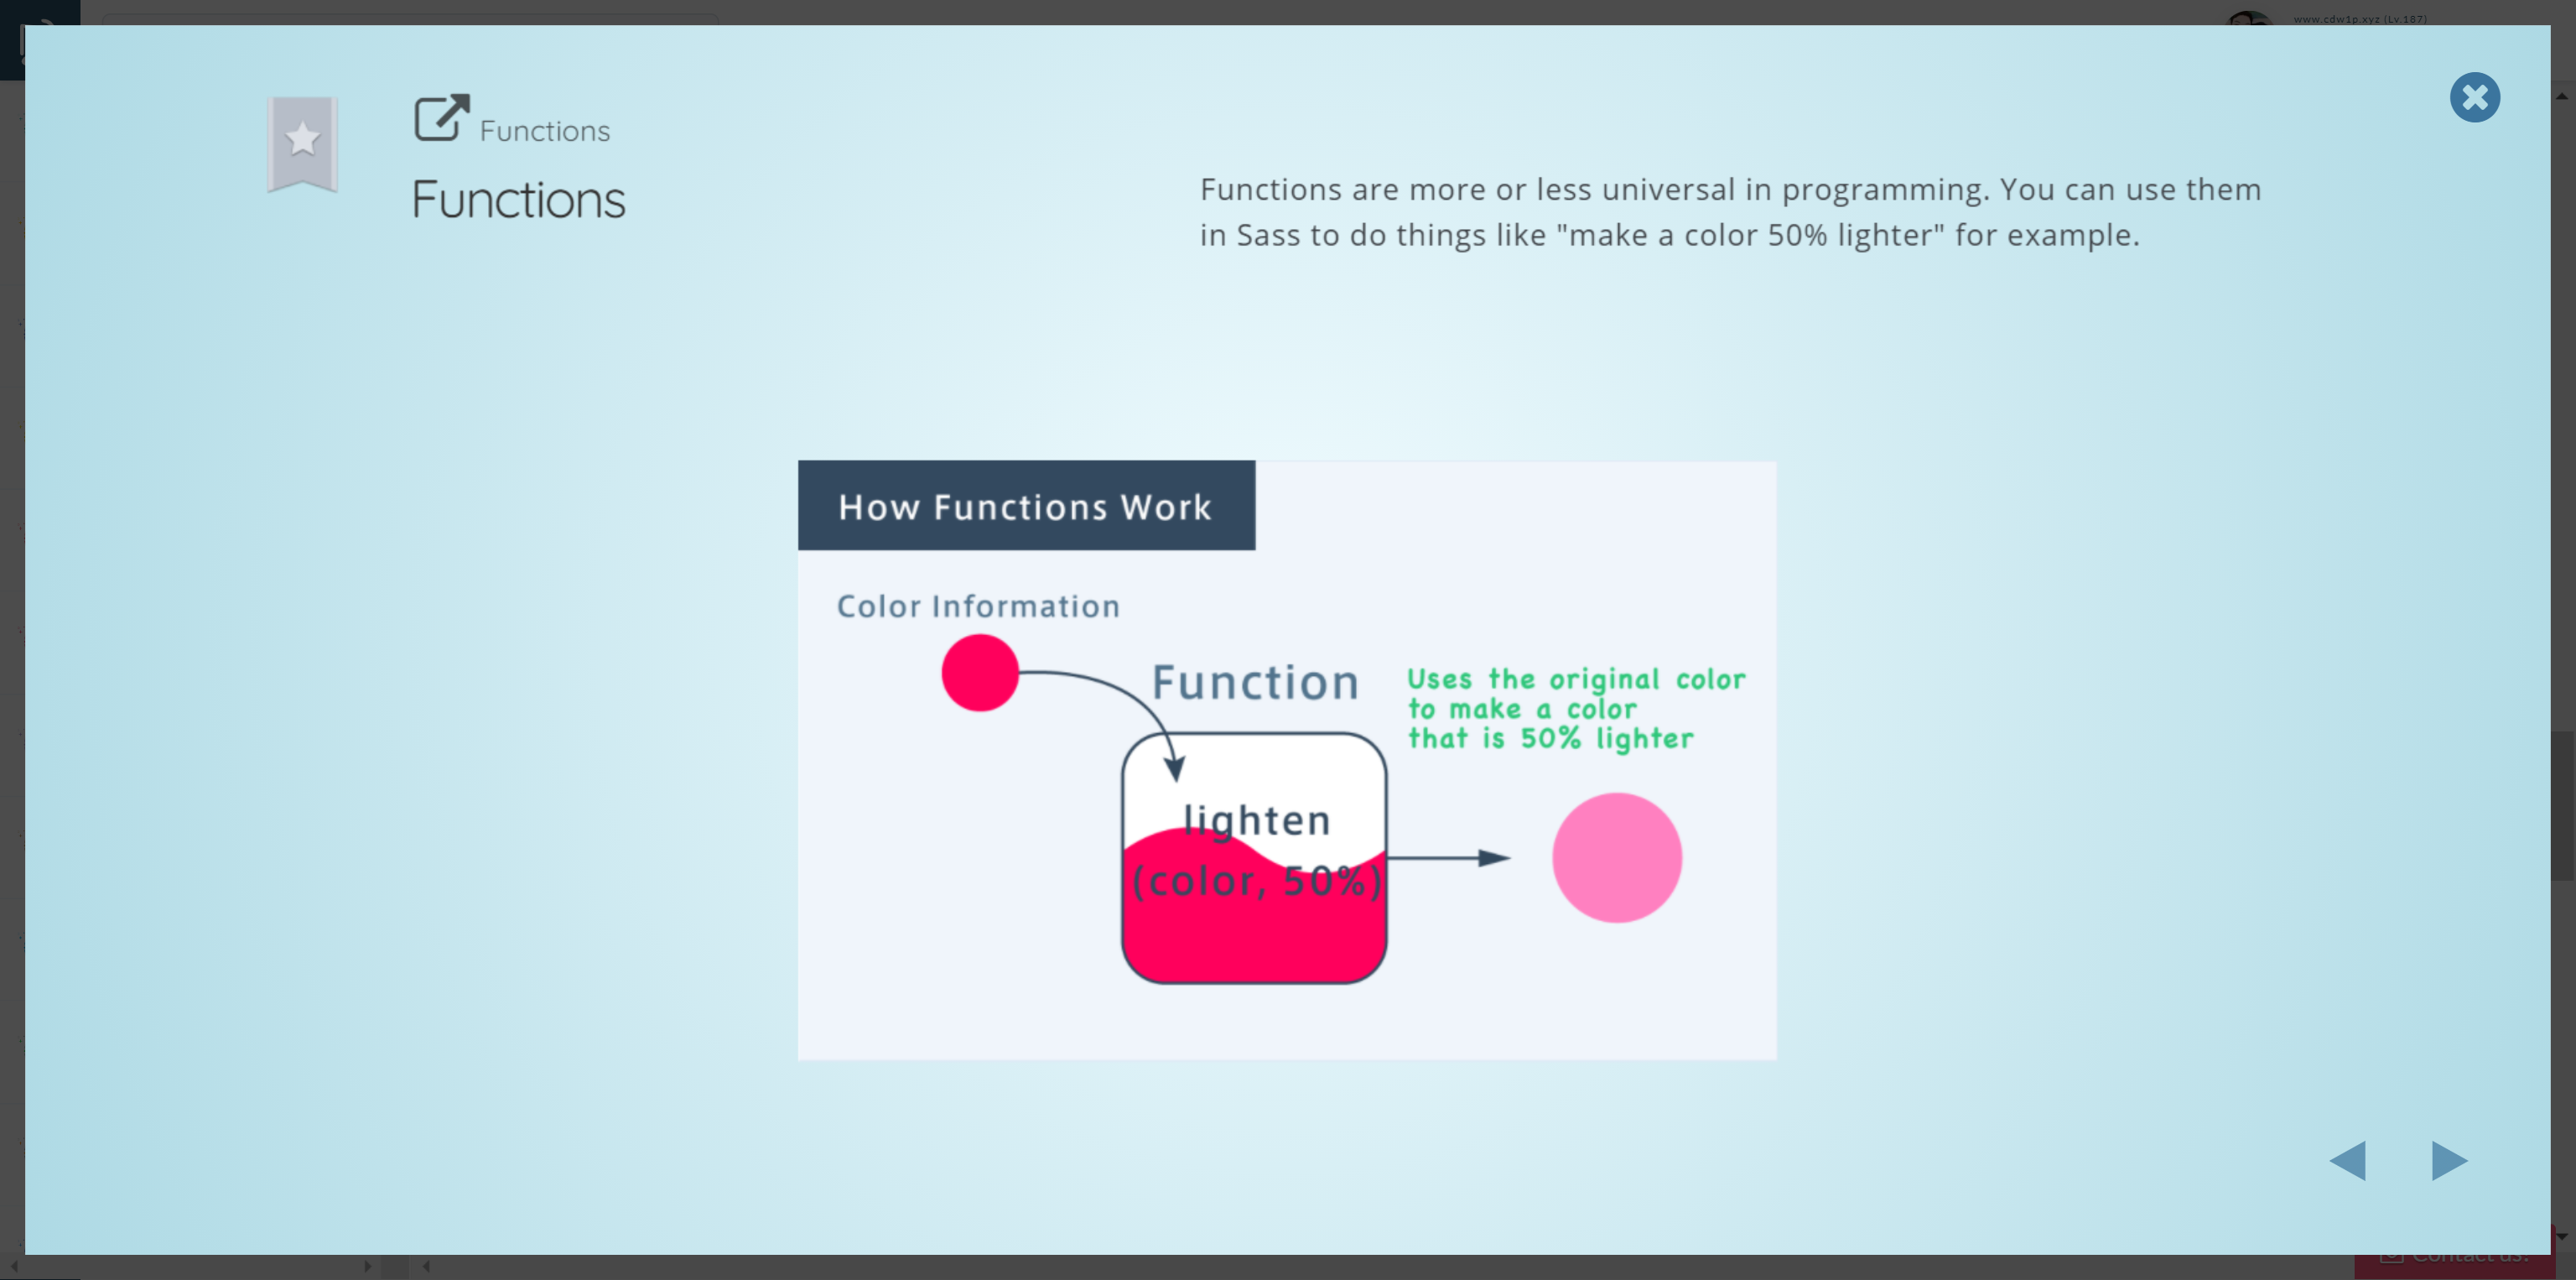 www.cdw1p.xyz (Lv.187)
Functions
Functions
Functions are more or less universal in programming. You can use them
in Sass to do things like "make a color 50% lighter" for example.
How Functions Work
Color Information
Function
Uses the original color
to make a color
that is 50% lighter
lighten
(color, 50%)
Contact us!